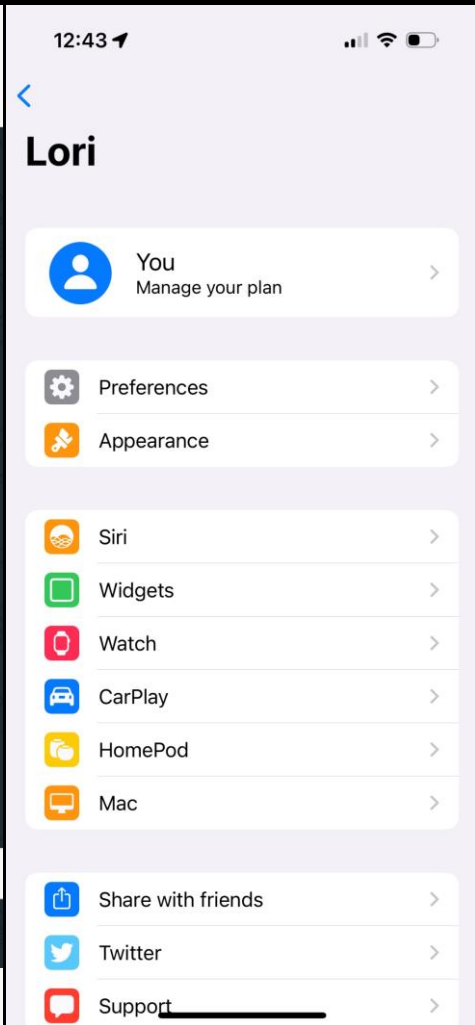 12:43
Lori
You
Manage your plan
Preferences
Appearance
Siri
Widgets
Watch
CarPlay
HomePod
Mac
Share with friends
Twitter
Support